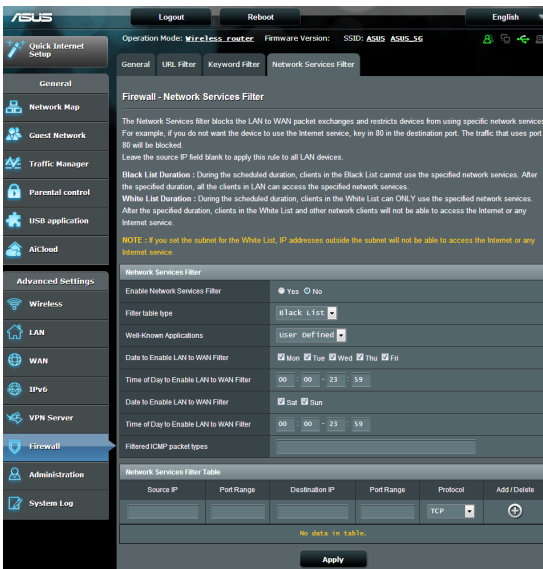 ASUS
Logout
Reboot
English
Quick Internet
Setup
Operation Mode: Wireless router Firmware Version: SSID: ASUS ASUS_5G
General
URL Filter
Keyword Filter
Network Services Filter
General
Network Map
Guest Network
Traffic Manager
Parental control
USB application
AiCloud
Advanced Settings
Wireless
LAN
WAN
IPv6
VPN Server
Firewall
Administration
System Log
Firewall - Network Services Filter
The Network Services filter blocks the LAN to WAN packet exchanges and restricts devices from using specific network services
For example, if you do not want the device to use the Internet service, key in 80 in the destination port. The traffic that uses port
80 will be blocked.
Leave the source IP field blank to apply this rule to all LAN devices.
Black List Duration : During the scheduled duration, clients in the Black List cannot use the specified network services. After
the specified duration, all the clients in LAN can access the specified network services.
White List Duration : During the scheduled duration, clients in the White List can ONLY use the specified network services.
After the specified duration, clients in the White List and other network clients will not be able to access the Internet or any
Internet service.
NOTE : If you set the subnet for the White List, IP addresses outside the subnet will not be able to access the Internet or any
Internet service.
Network Services Filter
Enable Network Services Filter Yes No
Filter table type Black List
Well-Known Applications User Defined
Date to Enable LAN to WAN Filter Mon Tue Wed Thu Fri
Time of Day to Enable LAN to WAN Filter 00 : 00 - 23 : 59
Date to Enable LAN to WAN Filter Sat Sun
Time of Day to Enable LAN to WAN Filter 00 : 00 - 23 : 59
Filtered ICMP packet types
Network Services Filter Table
Source IP Port Range Destination IP Port Range Protocol Add / Delete
TCP
No data in table.
Apply